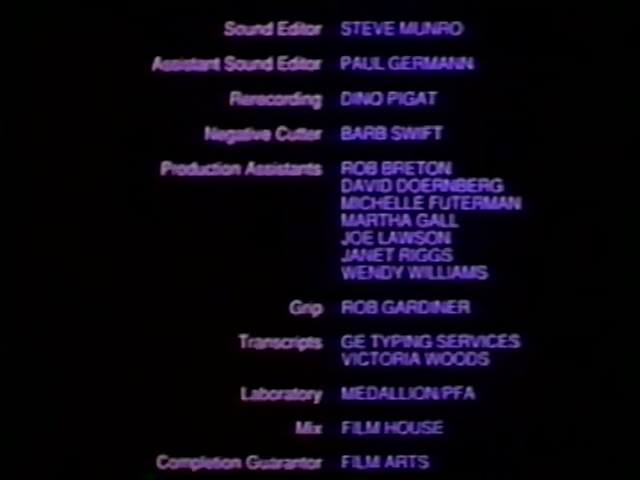 Sound Editor STEVE MUNRO
Assistant Sound Editor PAUL GERMANN
Rerecording DINO PIGAT
Negative Cutter BARB SWIFT
Production Assistants ROB BRETON
DAVID DOERNBERG
MICHELLE FUTERMAN
MARTHA GALL
JOE LAWSON
JANET RIGGS
WENDY WILLIAMS
Grip ROB GARDINER
Transcripts GE TYPING SERVICES
VICTORIA WOODS
Laboratory MEDALLION/PFA
Mix FILM HOUSE
Completion Guarantor FILM ARTS